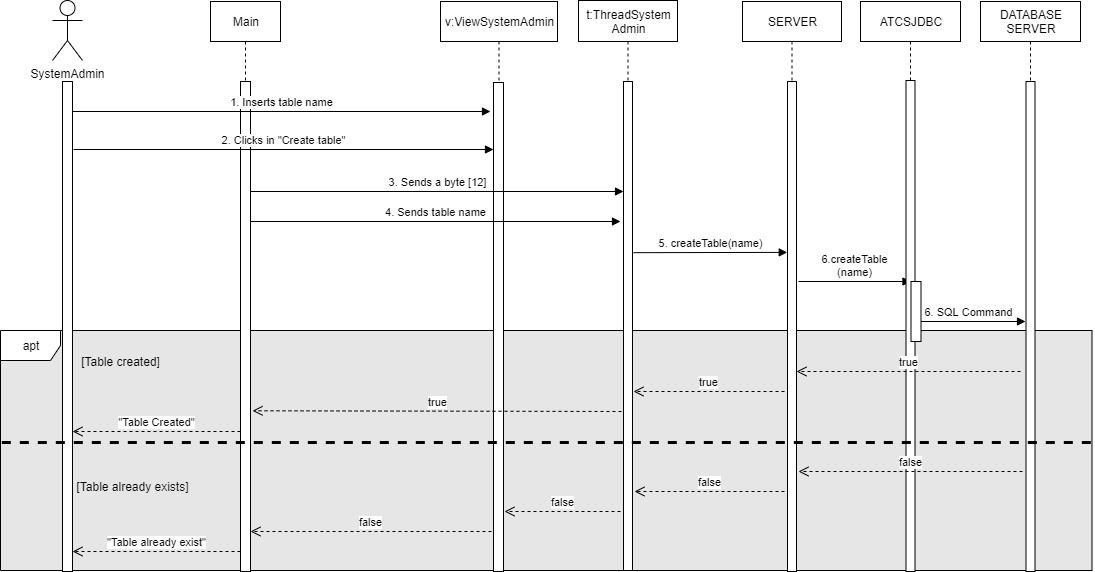 SystemAdmin
Main
v:ViewSystemAdmin
t:ThreadSystem
Admin
SERVER
ATCSJDBC
DATABASE
SERVER
1. Inserts table name
2. Clicks in "Create table"
3. Sends a byte [12]
4. Sends table name
5. createTable(name)
6.createTable
(name)
6. SQL Command
apt
[Table created]
true
true
true
"Table Created"
false
[Table already exists]
false
false
false
"Table already exist"